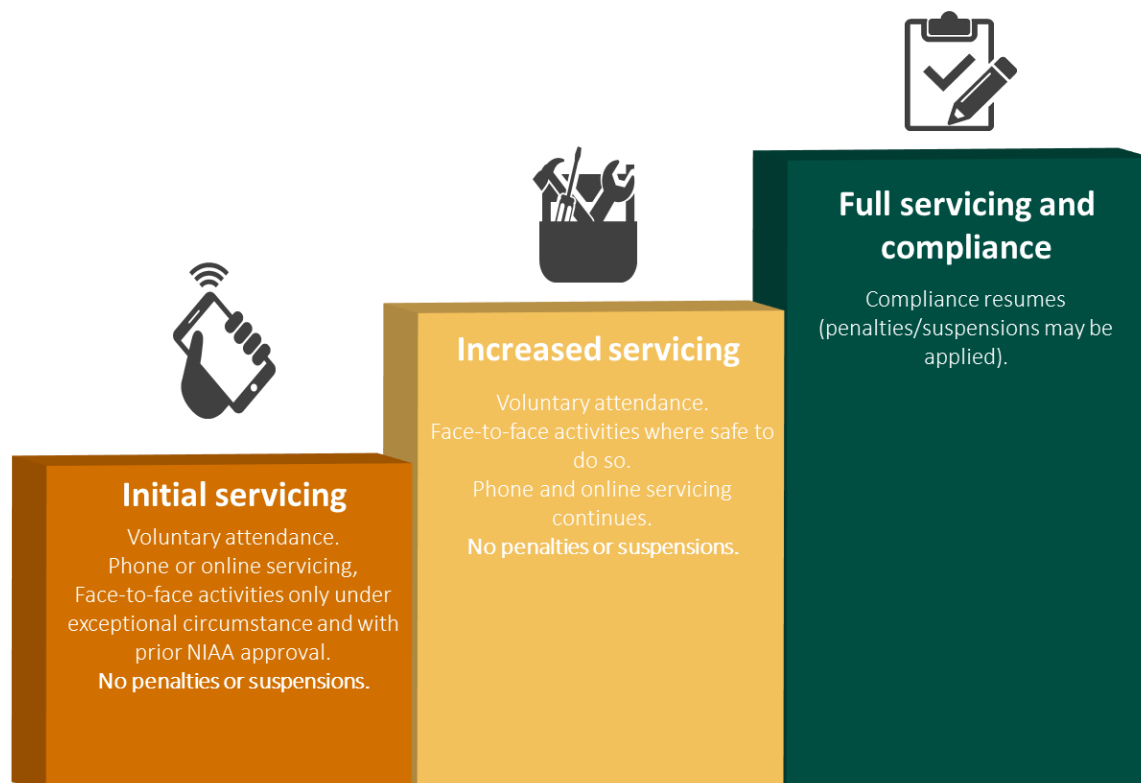 Initial servicing
Voluntary attendance.
Phone or online servicing,
Face-to-face activities only under
exceptional circumstance and with
prior NIAA approval.
No penalties or suspensions.
Increased servicing
Voluntary attendance.
Face-to-face activities where safe to
do so.
Phone and online servicing
continues.
No penalties or suspensions.
Full servicing and
compliance
Compliance resumes
(penalties/suspensions may be
applied).